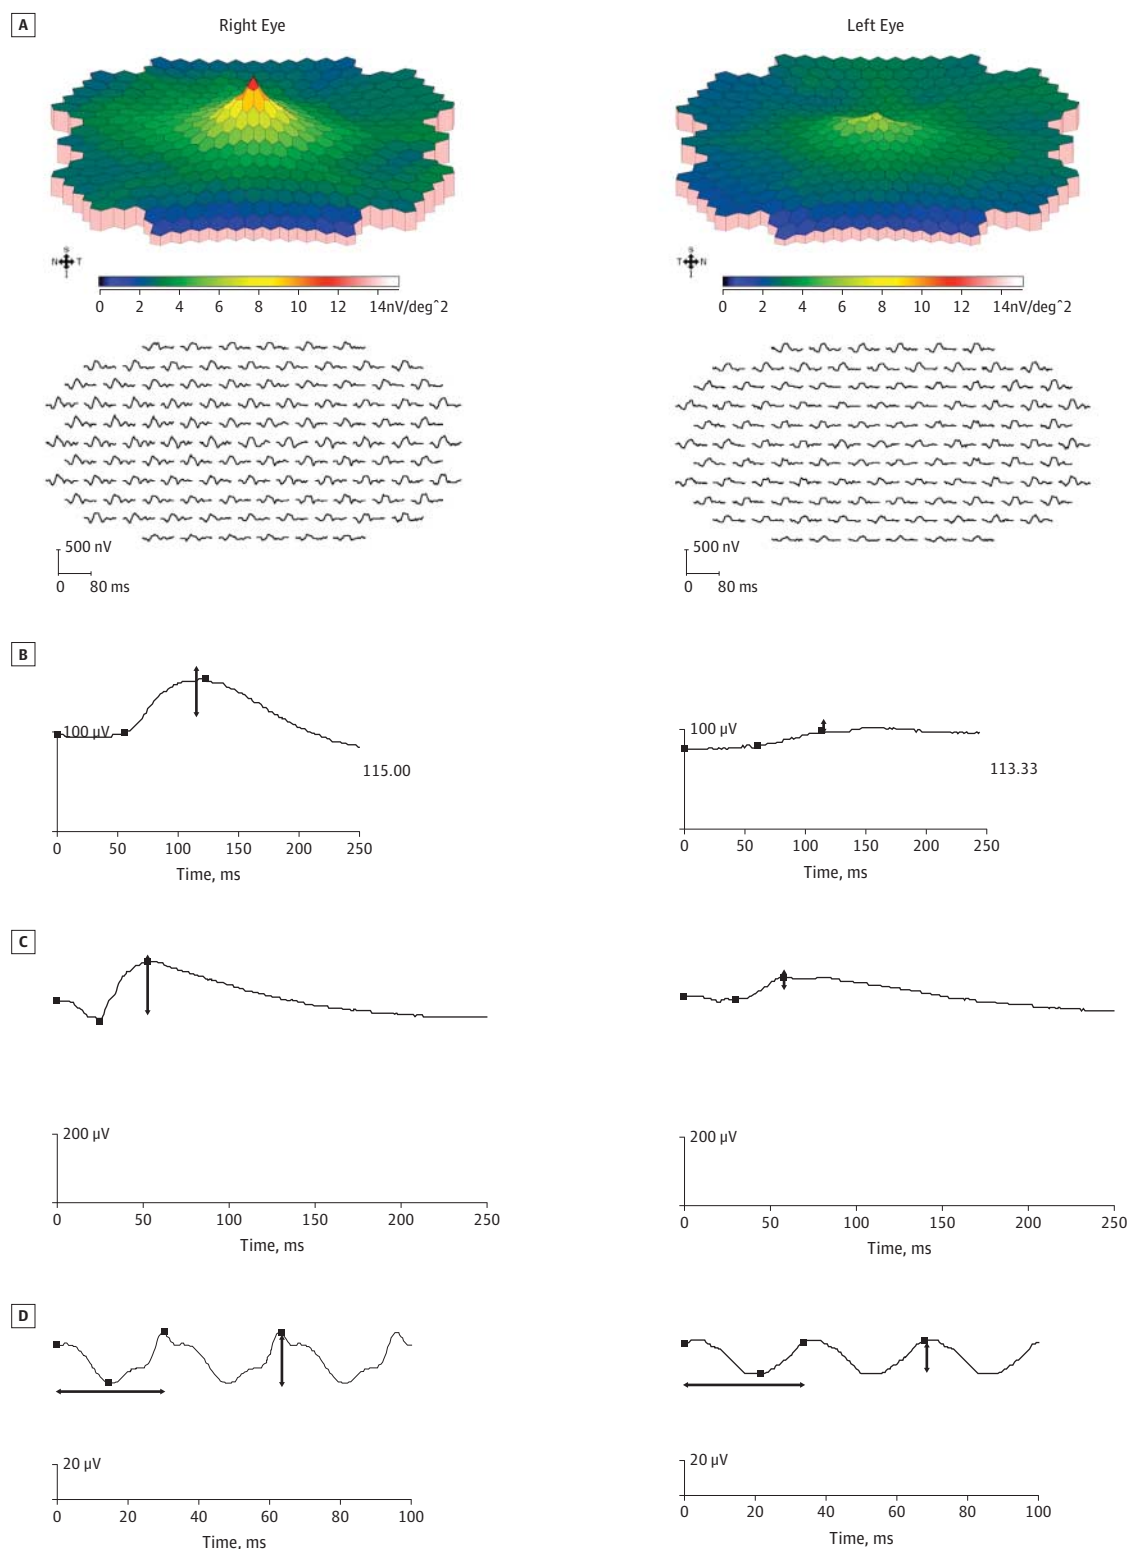 A
Right Eye
Left Eye
S
N T
I
S
T N
I
0 2 4 6 8 10 12 14nV/deg^2
0 2 4 6 8 10 12 14nV/deg^2
500 nV
0 80 ms
500 nV
0 80 ms
B
100 µV
115.00
0 50 100 150 200 250
Time, ms
100 µV
113.33
0 50 100 150 200 250
Time, ms
C
200 µV
0 50 100 150 200 250
Time, ms
200 µV
0 50 100 150 200 250
Time, ms
D
20 µV
0 20 40 60 80 100
Time, ms
20 µV
0 20 40 60 80 100
Time, ms